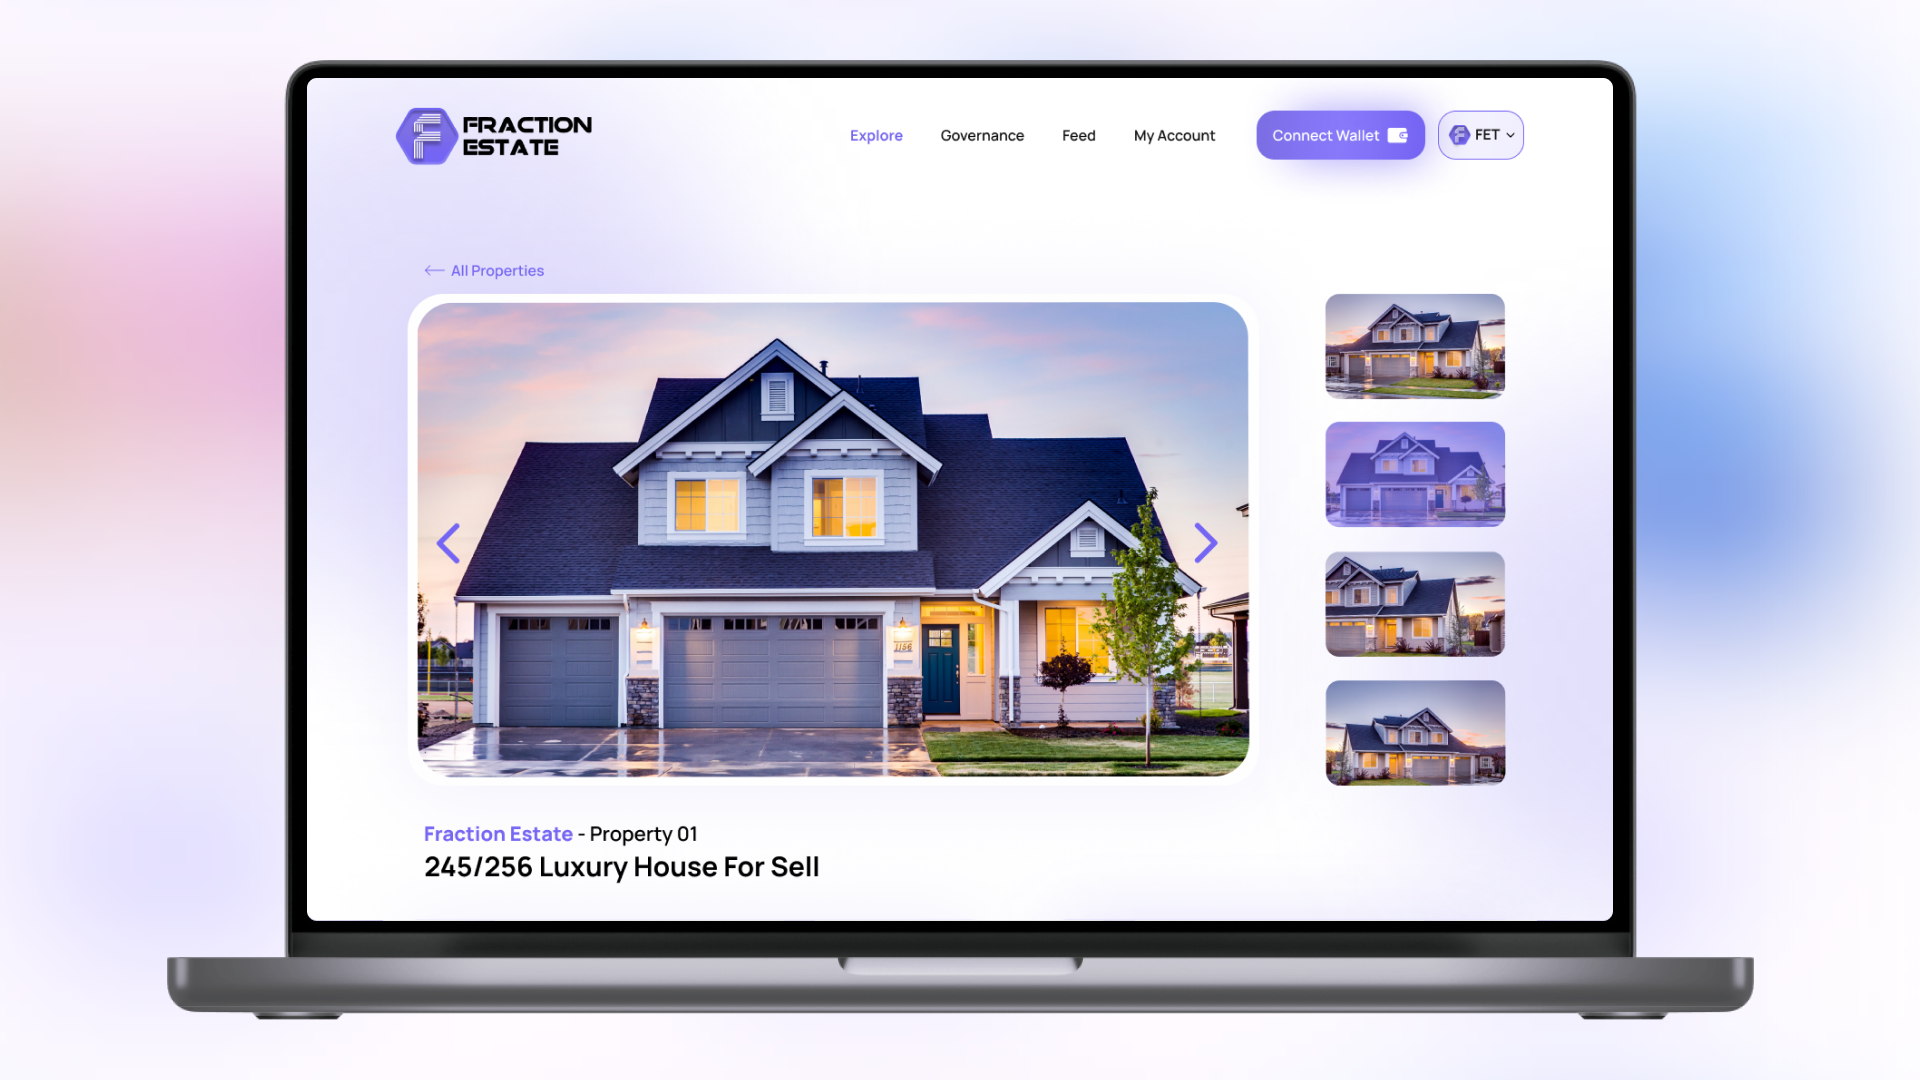 FRACTION
ESTATE
Explore
Governance
Feed
My Account
Connect Wallet
FET
All Properties
1156
Fraction Estate - Property 01
245/256 Luxury House For Sell